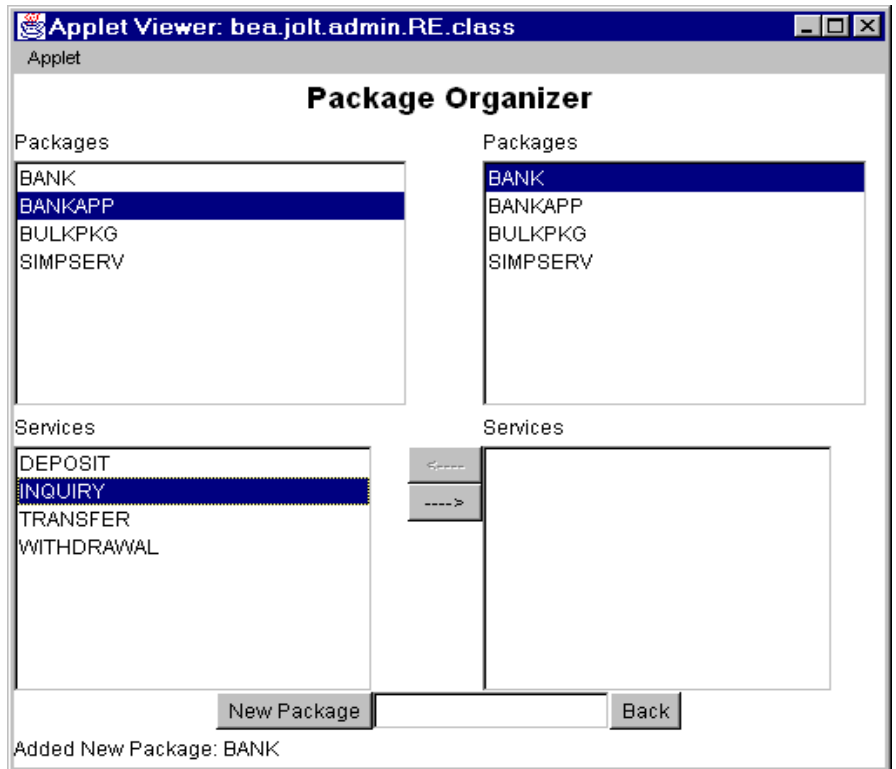 Applet Viewer: bea.jolt.admin.RE.class
Applet
Package Organizer
Packages
BANK
BANKAPP
BULKPKG
SIMPSERV
Packages
BANK
BANKAPP
BULKPKG
SIMPSERV
Services
DEPOSIT
INQUIRY
TRANSFER
WITHDRAWAL
<----
---->
Services
New Package
Back
Added New Package: BANK